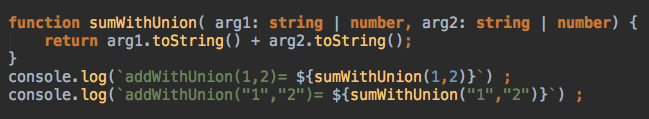 function sumWithUnion( arg1: string | number, arg2: string | number) {
    return arg1.toString() + arg2.toString();
}
console.log(`addWithUnion(1,2)= ${sumWithUnion(1,2)}`) ;
console.log(`addWithUnion("1","2")= ${sumWithUnion("1","2")}`) ;